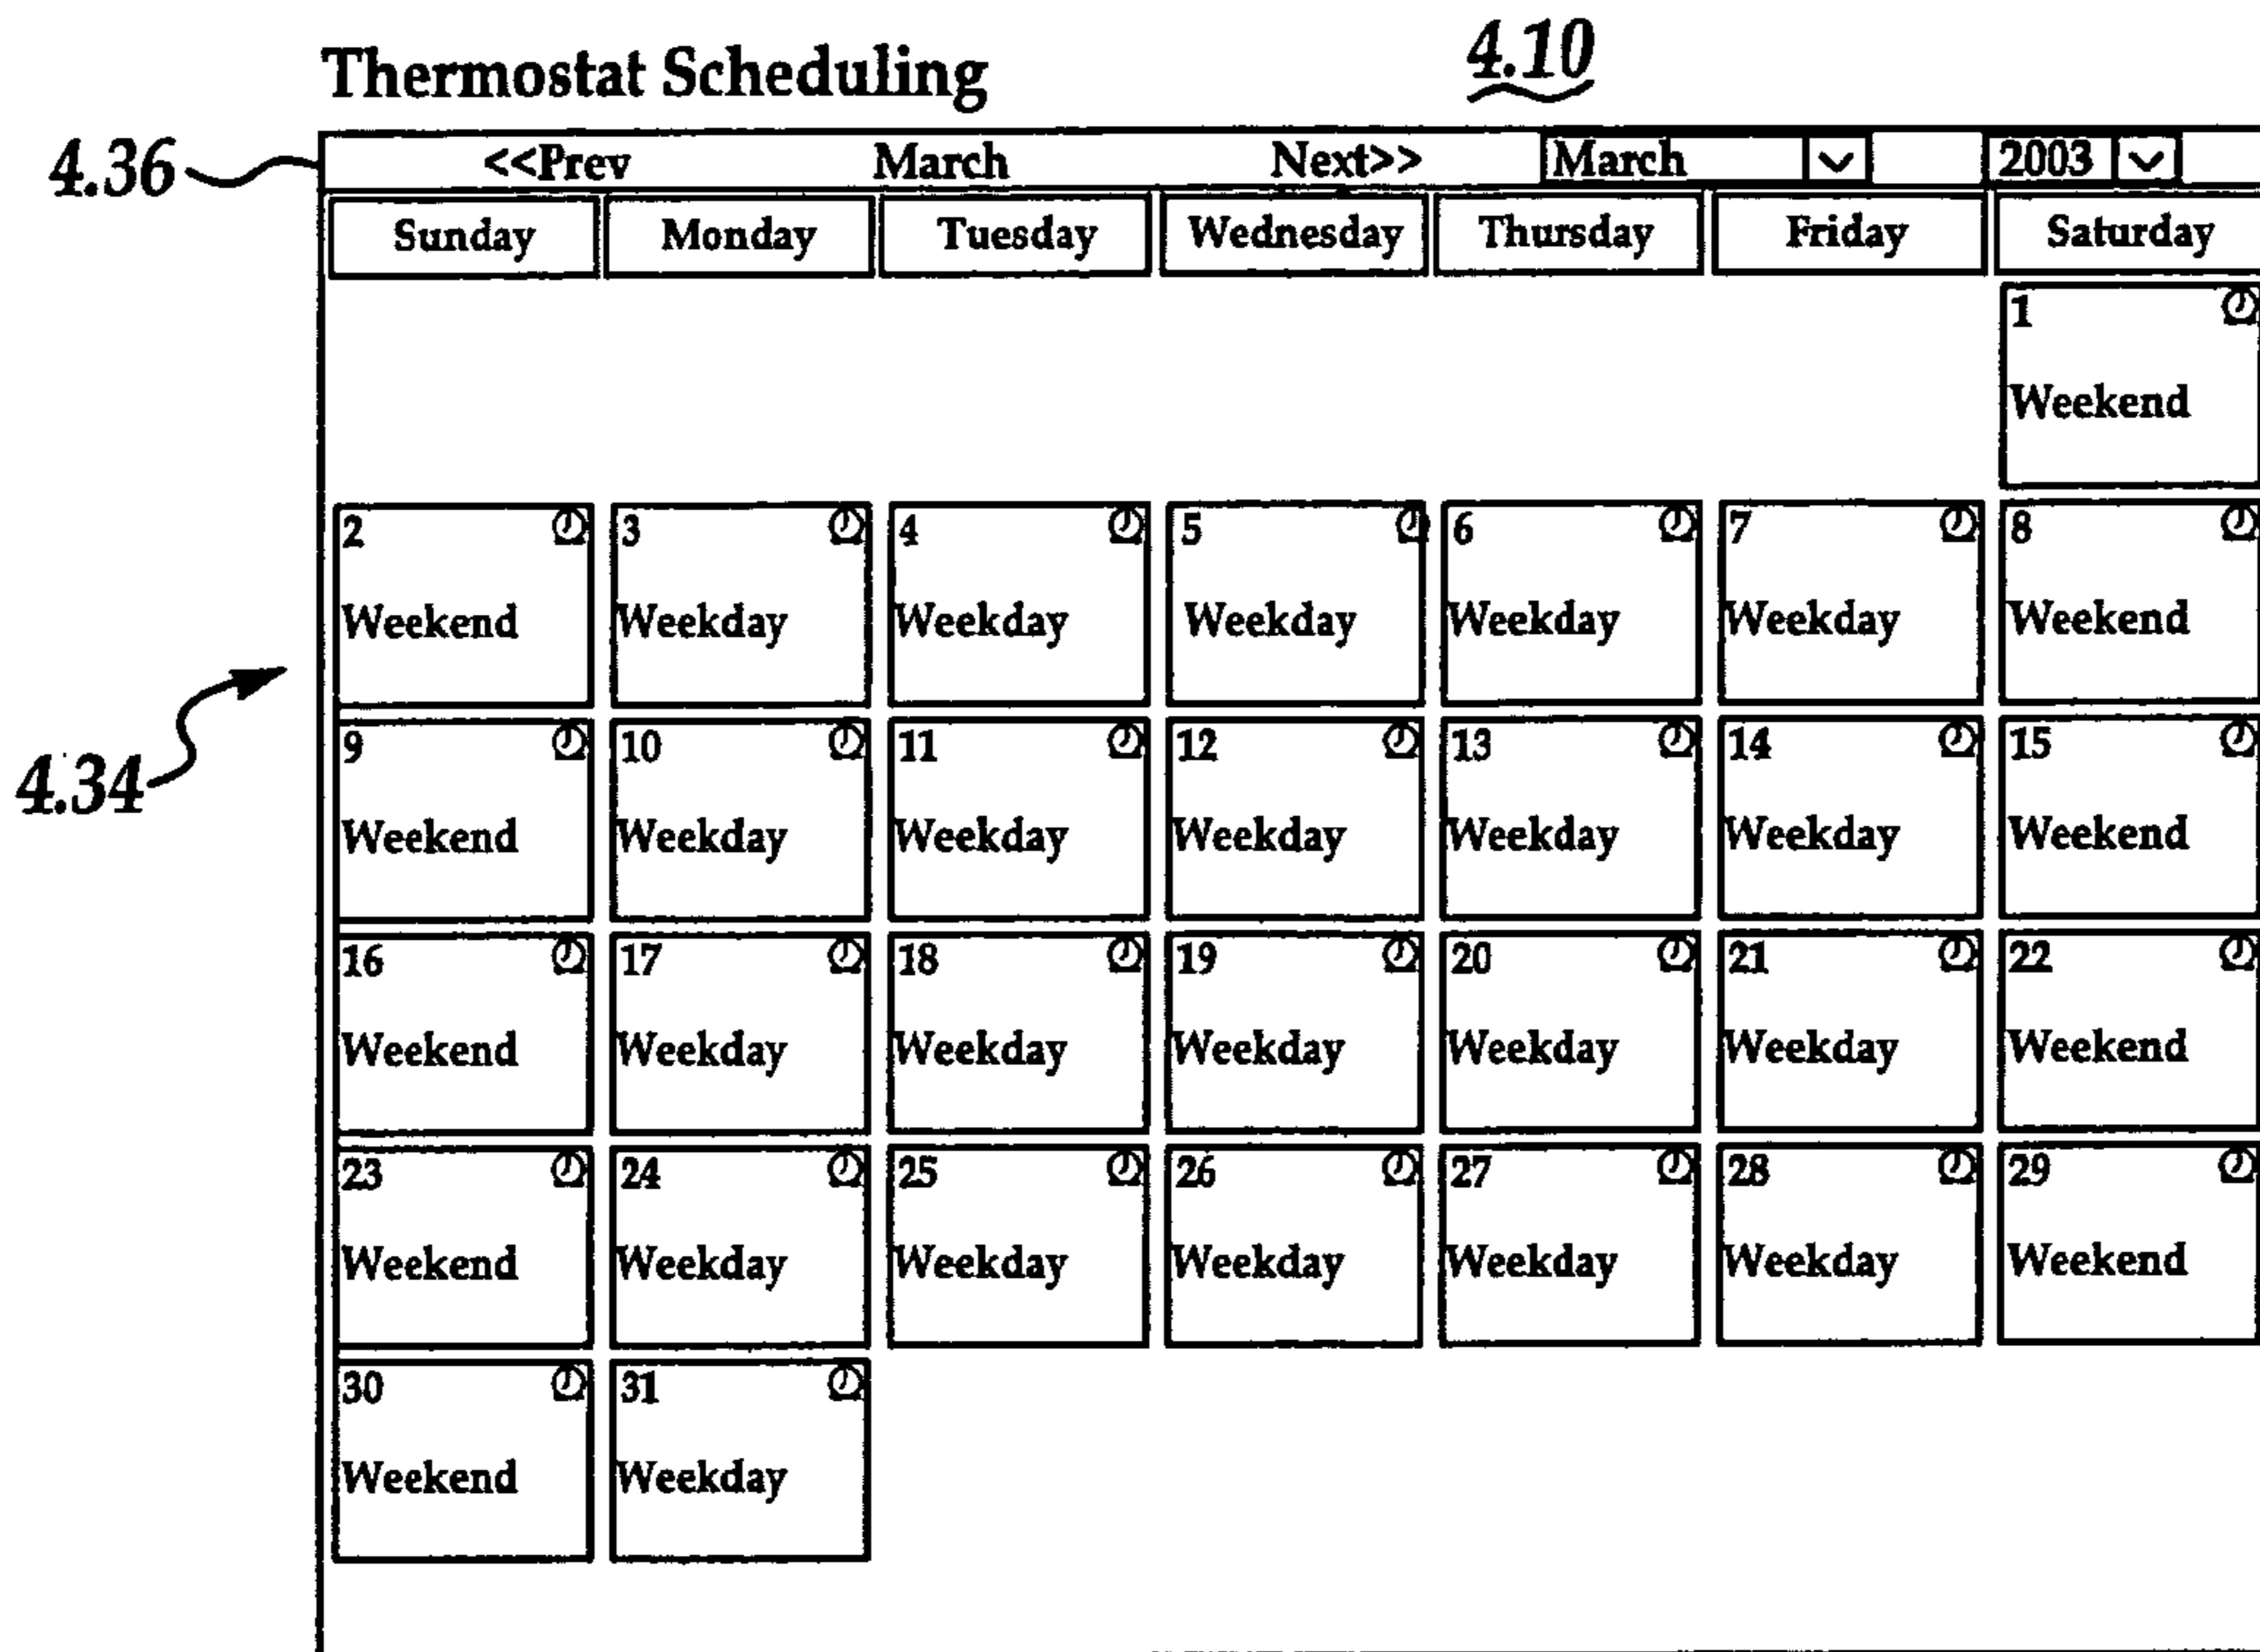 Thermostat Scheduling 4.10
4.36
<<Prev March Next>> March 2003
Sunday Monday Tuesday Wednesday Thursday Friday Saturday
1
Weekend
2 3 4 5 6 7 8
Weekend Weekday Weekday Weekday Weekday Weekday Weekend
4.34
9 10 11 12 13 14 15
Weekend Weekday Weekday Weekday Weekday Weekday Weekend
16 17 18 19 20 21 22
Weekend Weekday Weekday Weekday Weekday Weekday Weekend
23 24 25 26 27 28 29
Weekend Weekday Weekday Weekday Weekday Weekday Weekend
30 31
Weekend Weekday